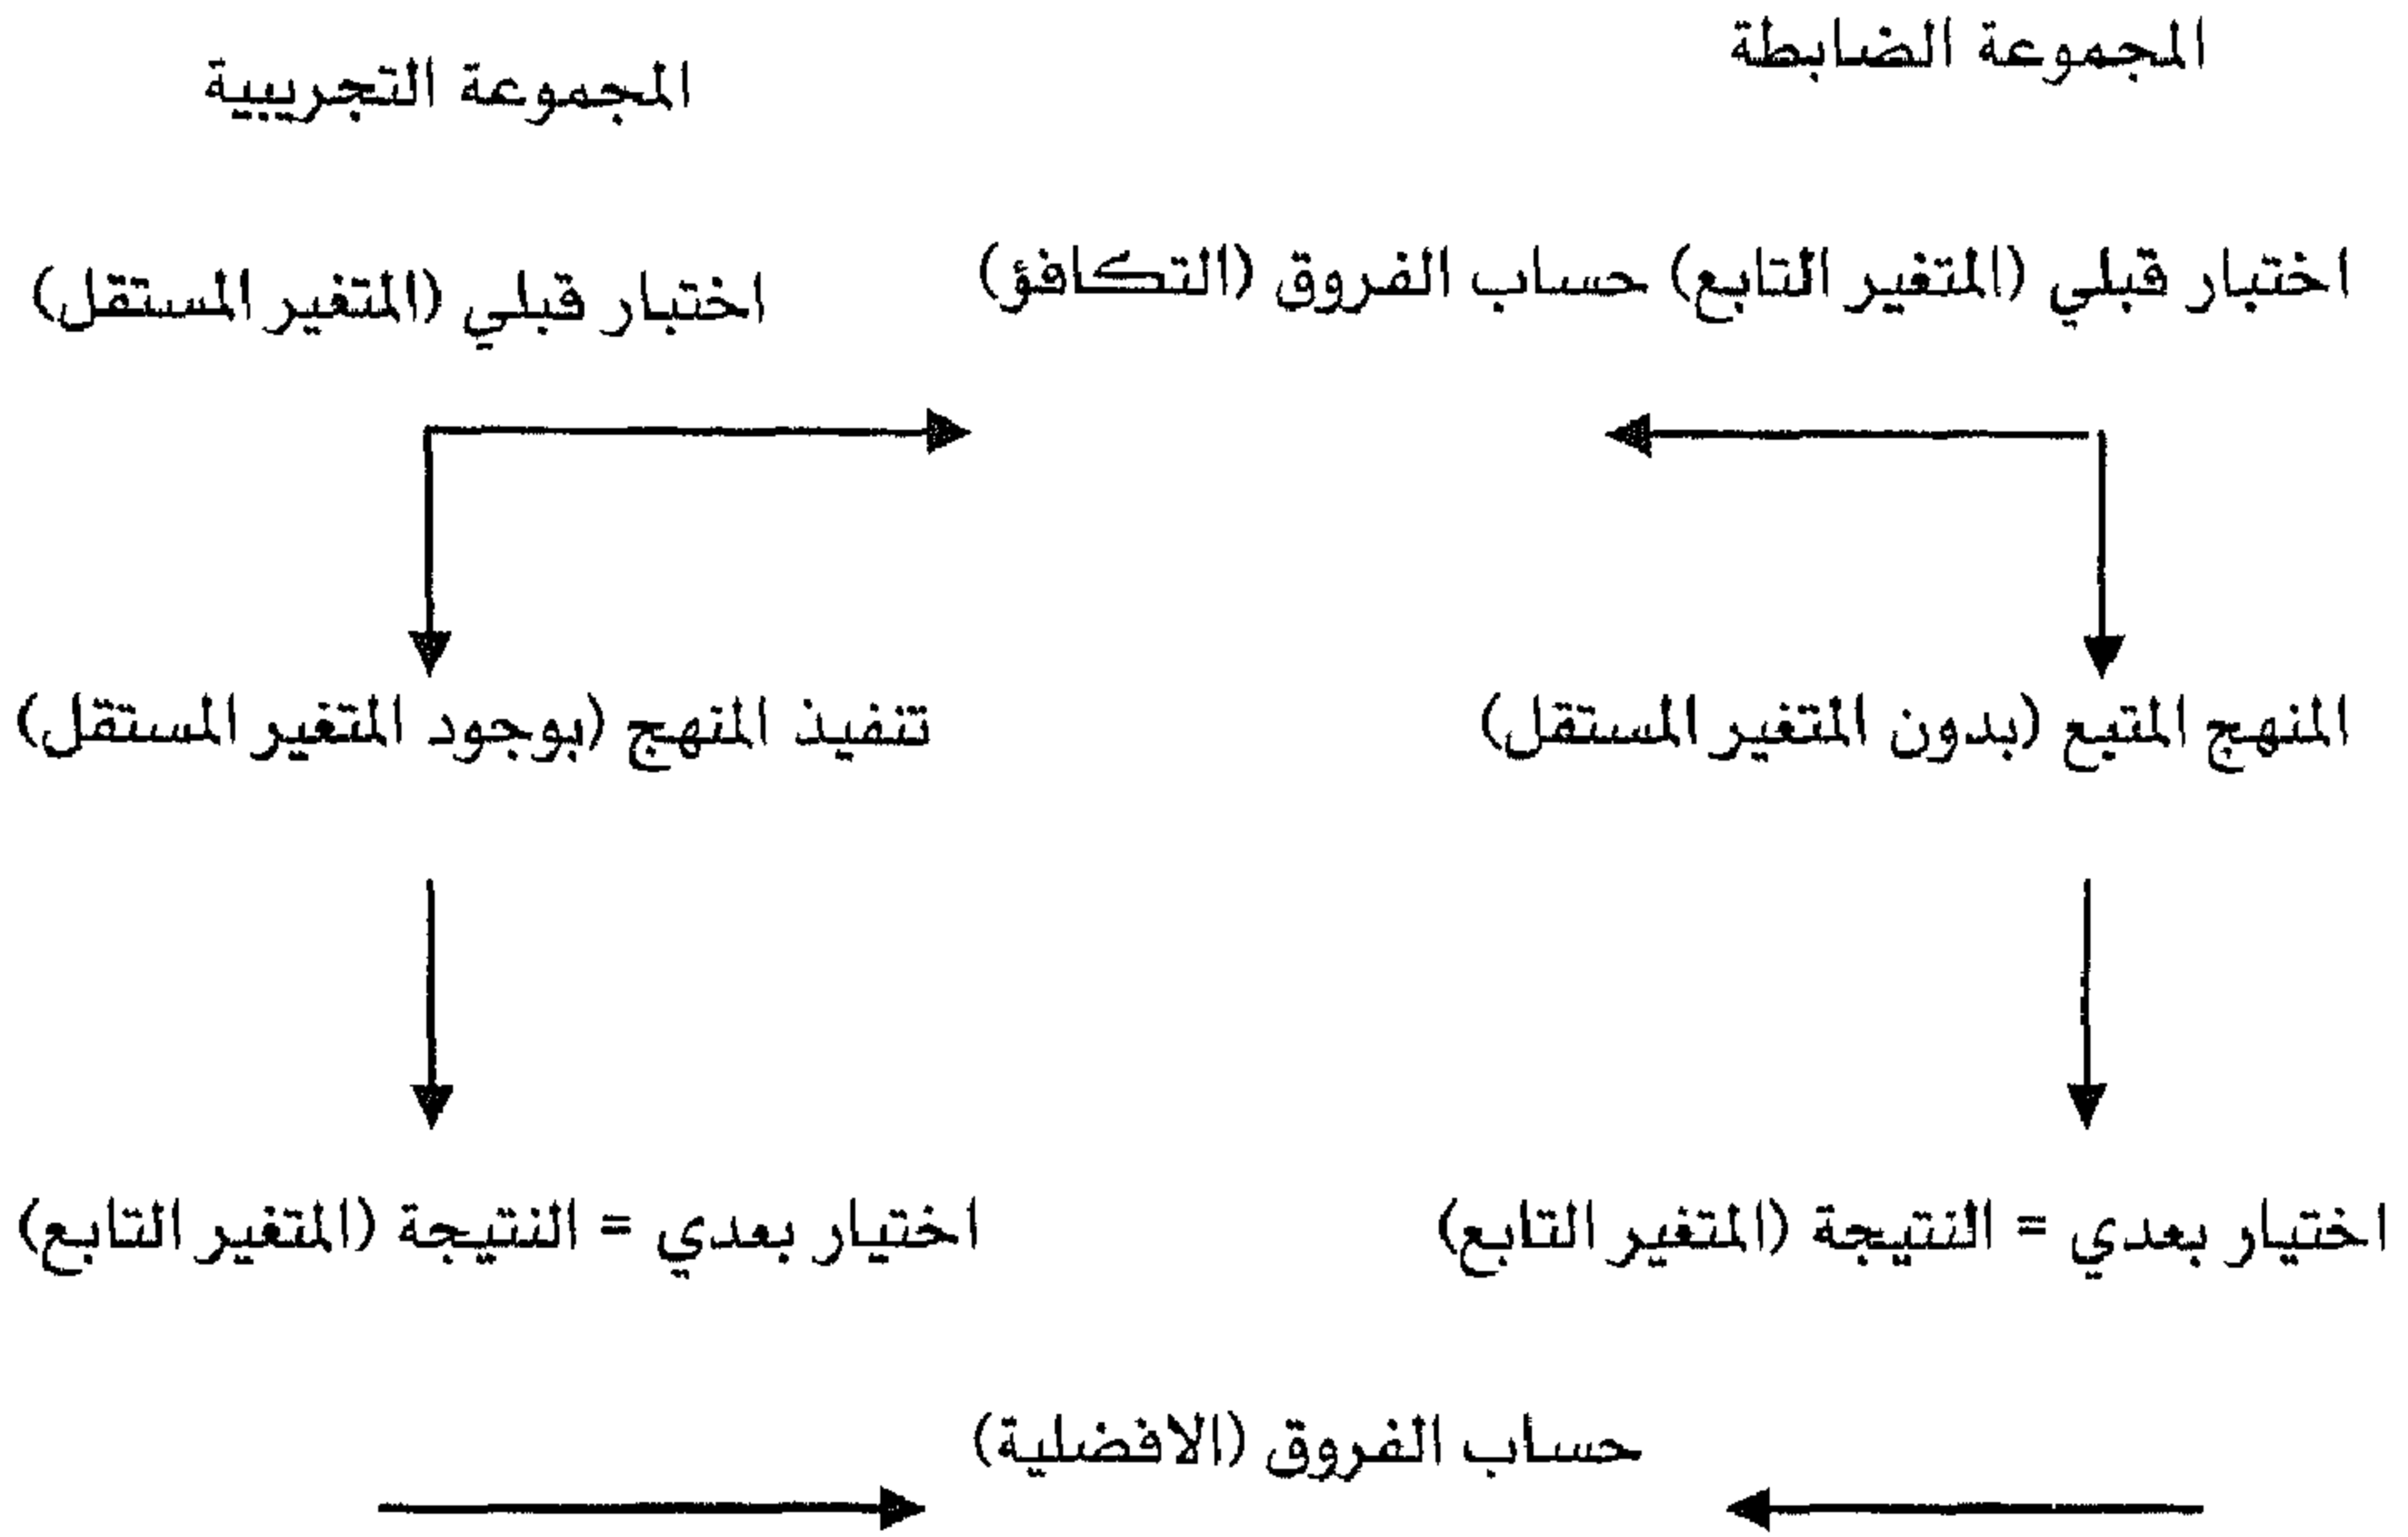 المجموعة الضابطة
المجموعة التجريبية
اختبار قبلي (المتغير التابع) حساب الفروق (التكافؤ)
اختبار قبلي (المتغير المستقل)
المنهج المتبع (بدون المتغير المستقل)
تنفيذ المنهج (بوجود المتغير المستقل)
اختيار بعدي = النتيجة (المتغير التابع)
اختيار بعدي = النتيجة (المتغير التابع)
حساب الفروق (الافضلية)